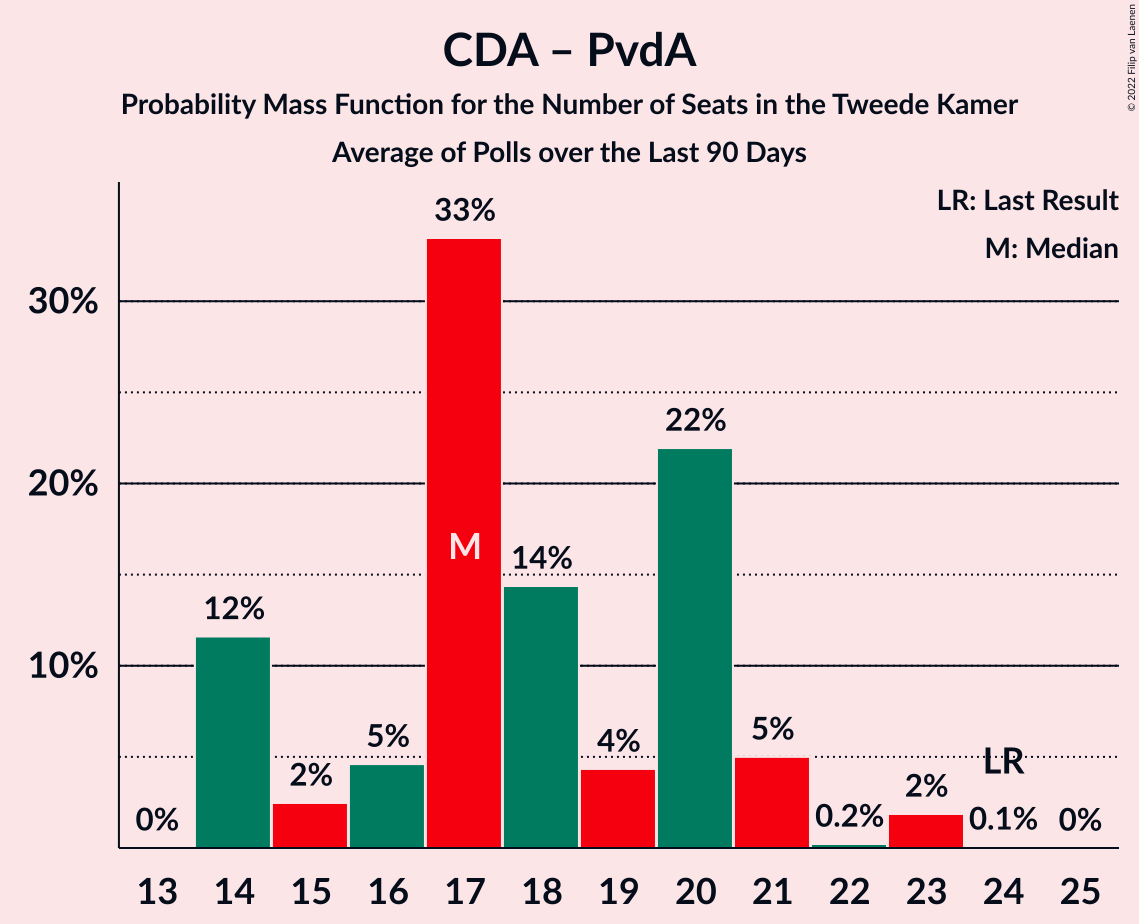 CDA – PvdA
Probability Mass Function for the Number of Seats in the Tweede Kamer
Average of Polls over the Last 90 Days
© 2022 Filip van Laenen
LR: Last Result
M: Median
30%
20%
10%
0%
12%
2%
5%
33%
M
14%
4%
22%
5%
0.2%
2%
LR
0.1%
0%
13 14 15 16 17 18 19 20 21 22 23 24 25